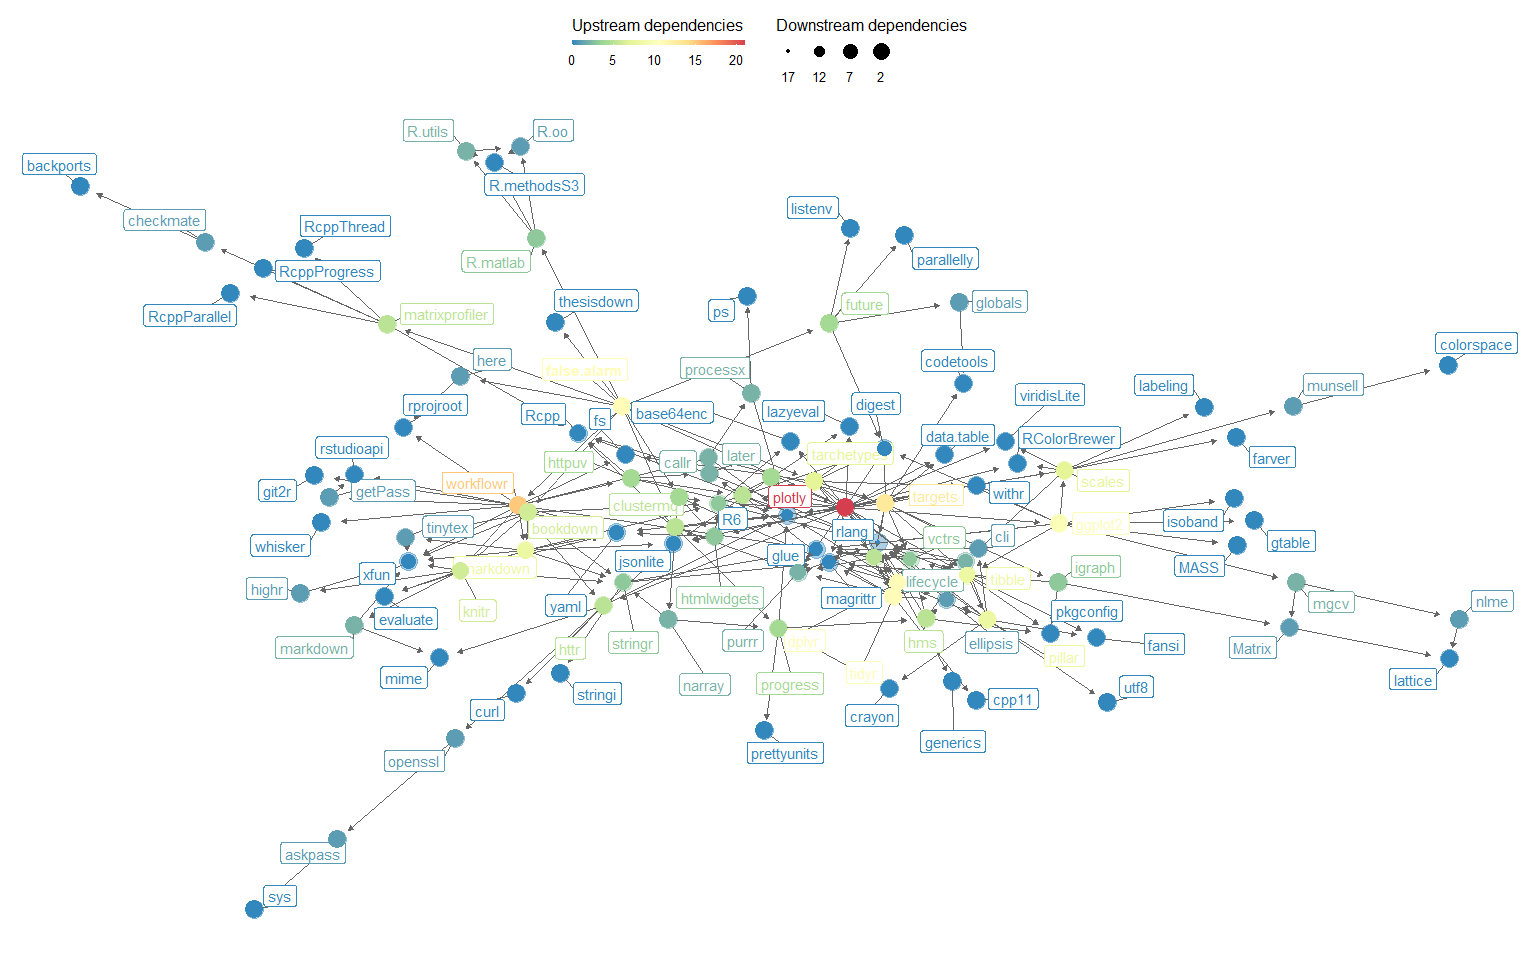 Upstream dependencies
Downstream dependencies
0 5 10 15 20
17 12 7 2
R.utils
R.oo
backports
R.methodsS3
listenv
checkmate
RcppThread
parallelly
R.matlab
RcppProgress
thesisdown
globals
future
ps
RcppParallel
matrixprofiler
colorspace
here
codetools
processx
false.alarm
labeling
munsell
viridisLite
rprojroot
Rcpp
fs
base64enc
lazyeval
digest
data.table
RColorBrewer
rstudioapi
httpuv
callr
later
tarchetypes
farver
scales
git2r
getPass
workflowr
clustermq
plotly
targets
withr
R6
isoband
ggplot2
gtable
whisker
tinytex
bookdown
rlang
vctrs
cli
jsonlite
glue
MASS
igraph
xfun
rmarkdown
highr
lifecycle
tibble
htmlwidgets
magrittr
yaml
mgcv
nlme
pkgconfig
evaluate
knitr
markdown
httr
stringr
purrr
dplyr
hms
ellipsis
fansi
Matrix
pillar
mime
tidyr
lattice
narray
progress
stringi
utf8
curl
crayon
cpp11
generics
prettyunits
openssl
askpass
sys